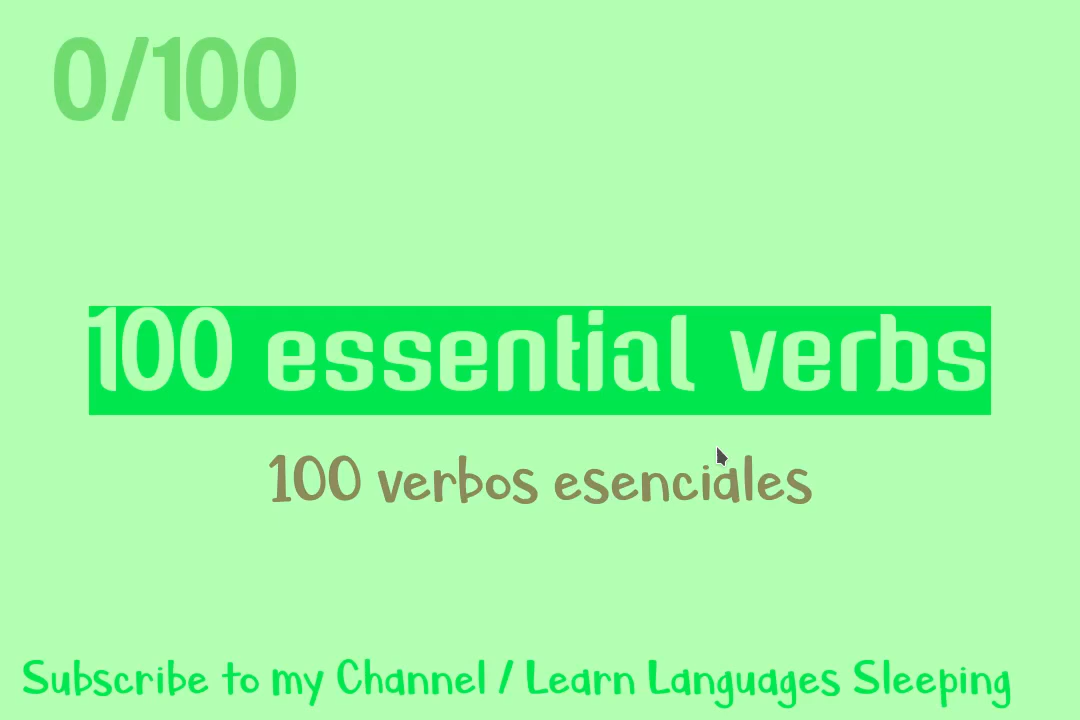 0/100
100 essential verbs
100 verbos esenciales
Subscribe to my Channel / Learn Languages Sleeping